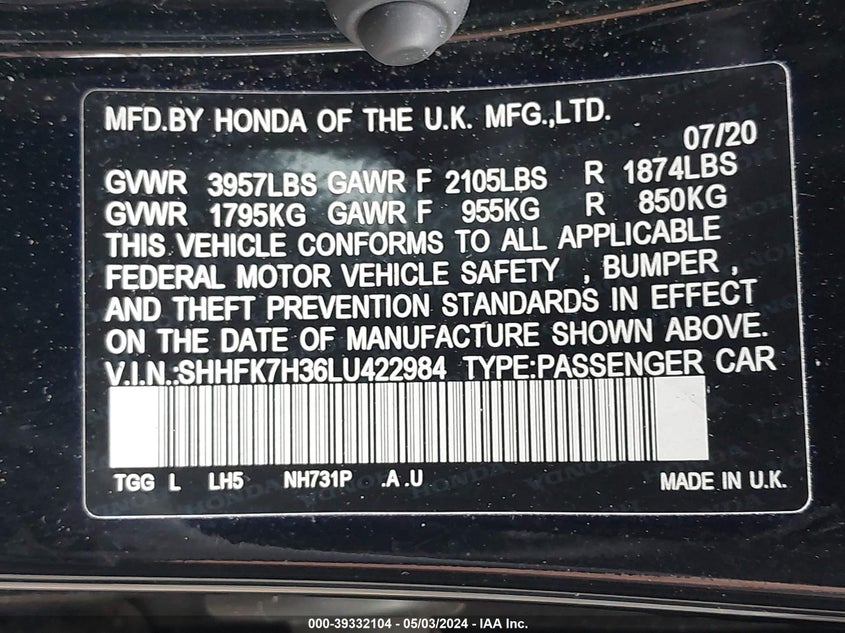 MFD.BY HONDA OF THE U.K. MFG.,LTD.
07/20
GVWR 3957LBS GAWR F 2105LBS R 1874LBS
GVWR 1795KG GAWR F 955KG R 850KG
THIS VEHICLE CONFORMS TO ALL APPLICABLE
FEDERAL MOTOR VEHICLE SAFETY , BUMPER ,
AND THEFT PREVENTION STANDARDS IN EFFECT
ON THE DATE OF MANUFACTURE SHOWN ABOVE.
V.I.N.:SHHFK7H36LU422984 TYPE:PASSENGER CAR
TGG L LH5 NH731P .A .U MADE IN U.K.
000-39332104 — 05/03/2024 — IAA Inc.